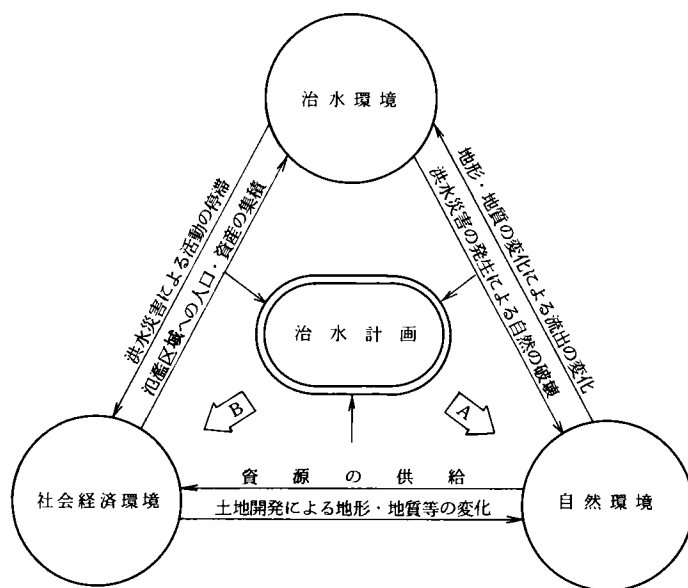 治水環境
洪水災害による活動の停滞
氾濫区域への人口・資産の集積
洪水災害の発生による自然の破壊
地形・地質の変化による流出の変化
治水計画
B
A
社会経済環境
資源の供給
土地開発による地形・地質等の変化
自然環境